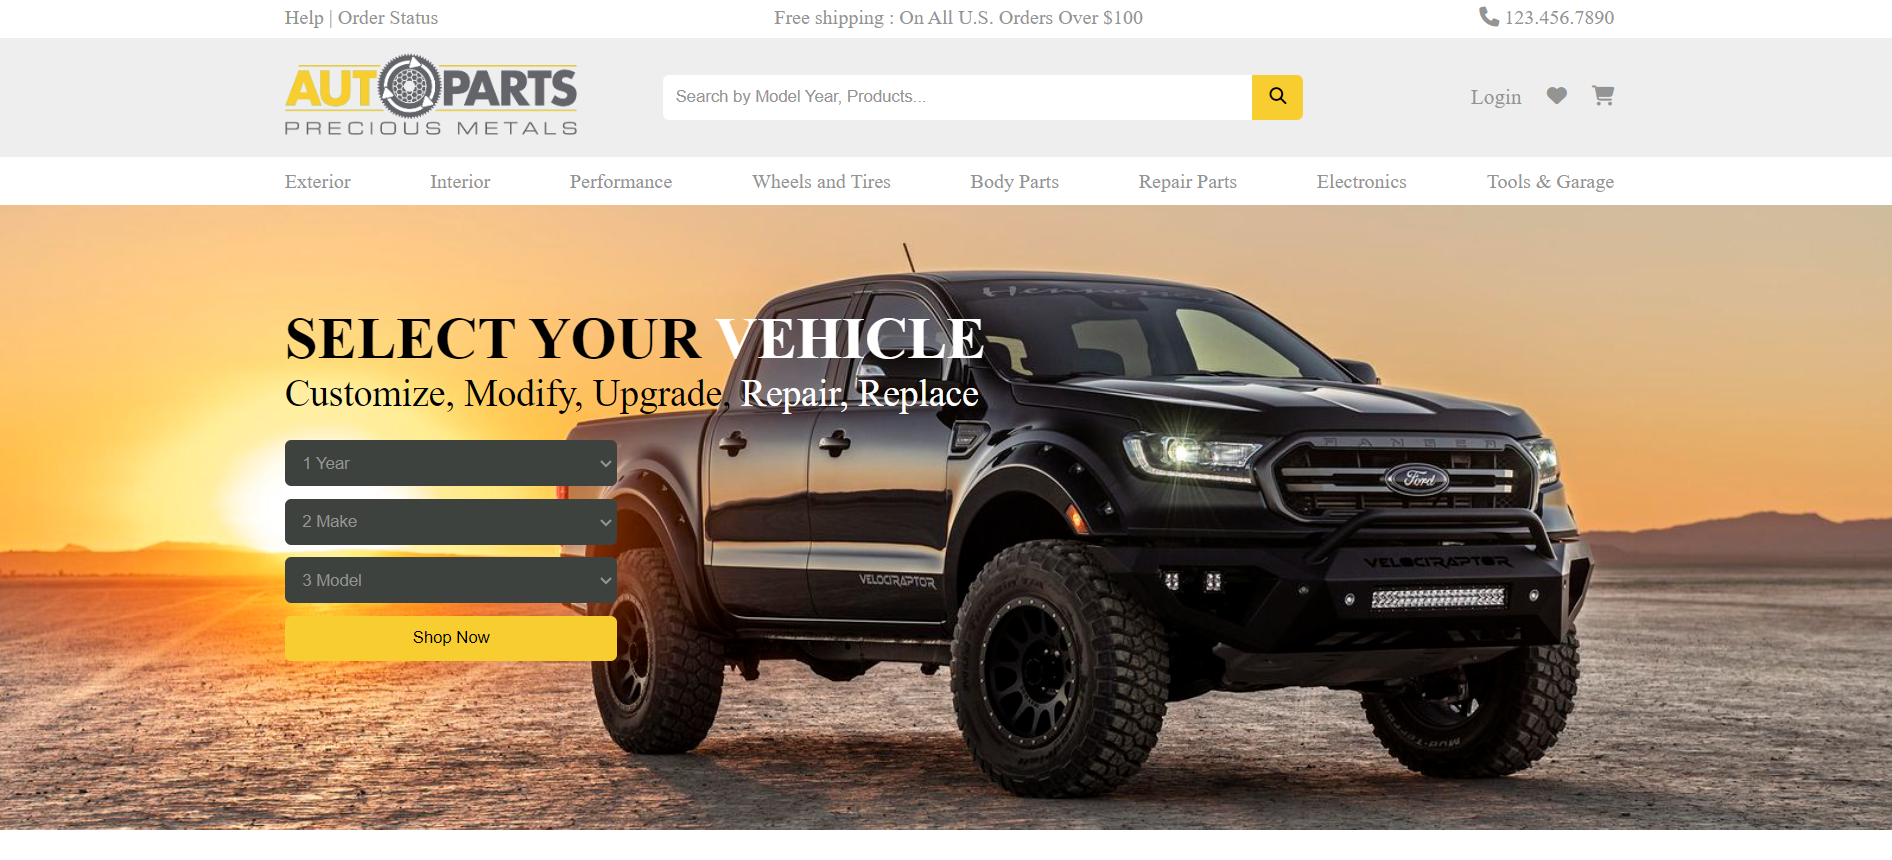 Help | Order Status
Free shipping : On All U.S. Orders Over $100
123.456.7890
AUTOPARTS
PRECIOUS METALS
Search by Model Year, Products...
Login
Exterior
Interior
Performance
Wheels and Tires
Body Parts
Repair Parts
Electronics
Tools & Garage
Hennessey
SELECT YOUR VEHICLE
Customize, Modify, Upgrade, Repair, Replace
RANGER
Ford
1 Year
2 Make
3 Model
VELOCIRAPTOR
VELOCIRAPTOR
Shop Now